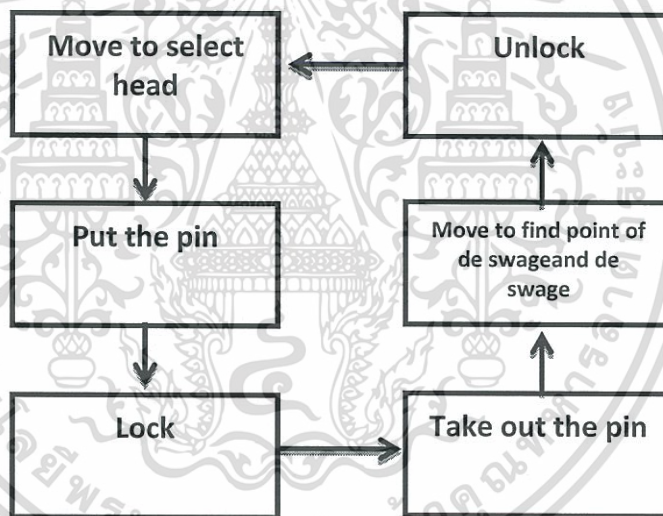 Move to select
head
Put the pin
Lock
Take out the pin
Move to find point of
de swageand de
swage
Unlock